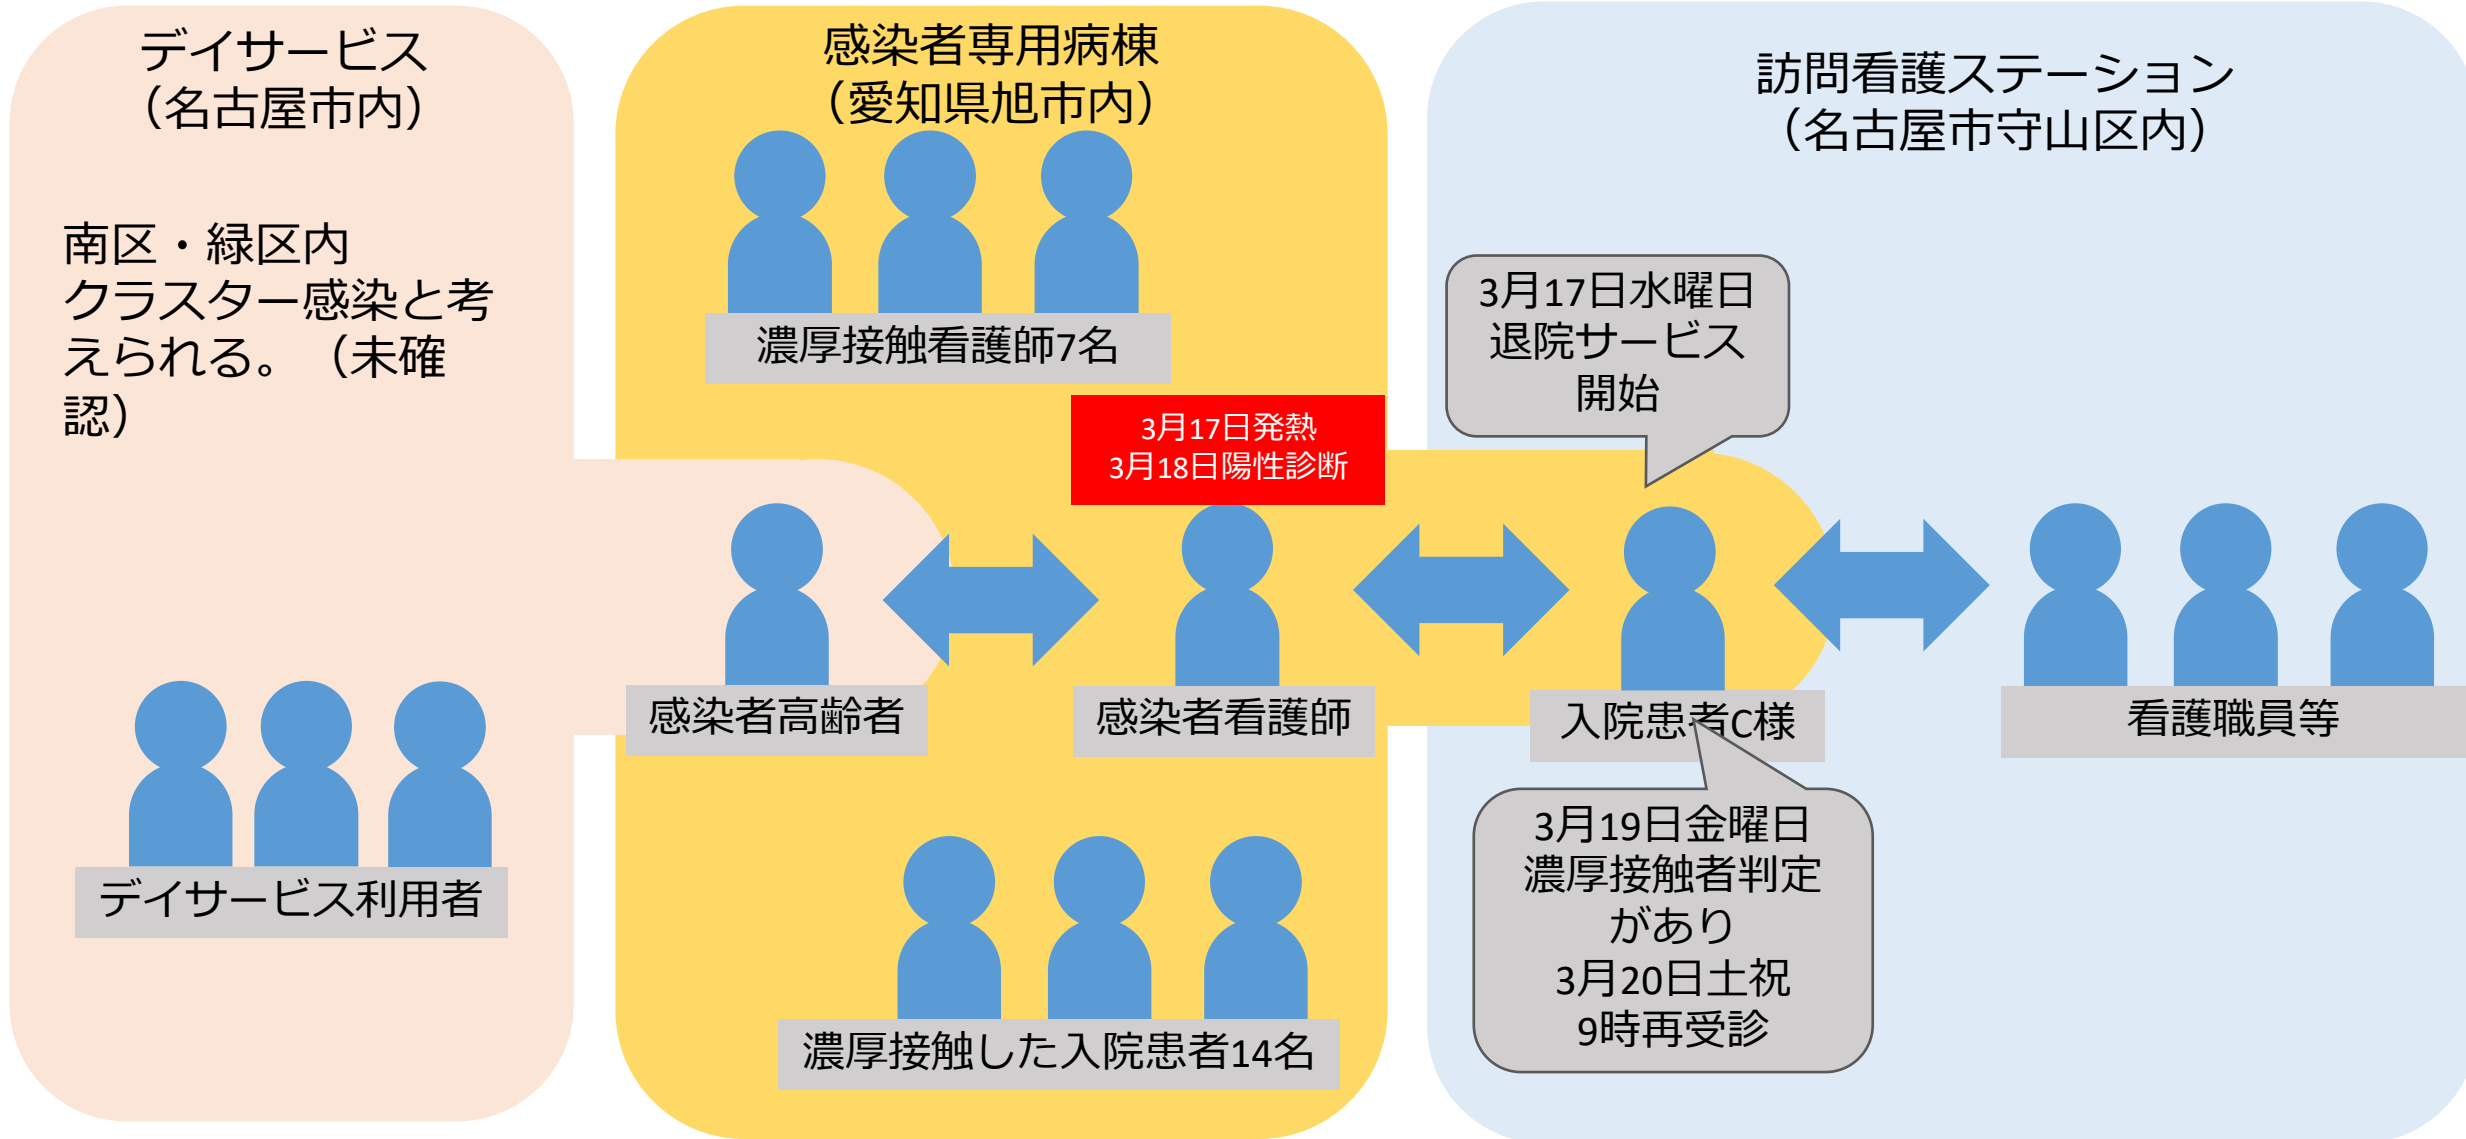 デイサービス
（名古屋市内）
南区・緑区内
クラスター感染と考
えられる。（未確
認）
デイサービス利用者
感染者専用病棟
（愛知県旭市内）
濃厚接触看護師7名
3月17日発熱
3月18日陽性診断
感染者高齢者
感染者看護師
濃厚接触した入院患者14名
訪問看護ステーション
（名古屋市守山区内）
3月17日水曜日
退院サービス
開始
入院患者C様
看護職員等
3月19日金曜日
濃厚接触者判定
があり
3月20日土祝
9時再受診